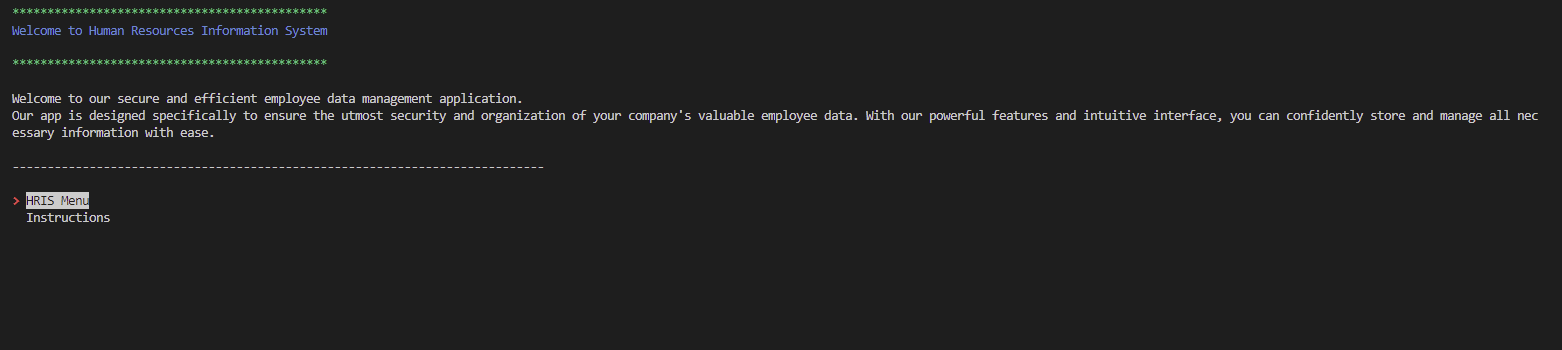 *********************************************
Welcome to Human Resources Information System
*********************************************
Welcome to our secure and efficient employee data management application.
Our app is designed specifically to ensure the utmost security and organization of your company's valuable employee data. With our powerful features and intuitive interface, you can confidently store and manage all nec
essary information with ease.
----------------------------------------------------------------------------
> HRIS Menu
Instructions